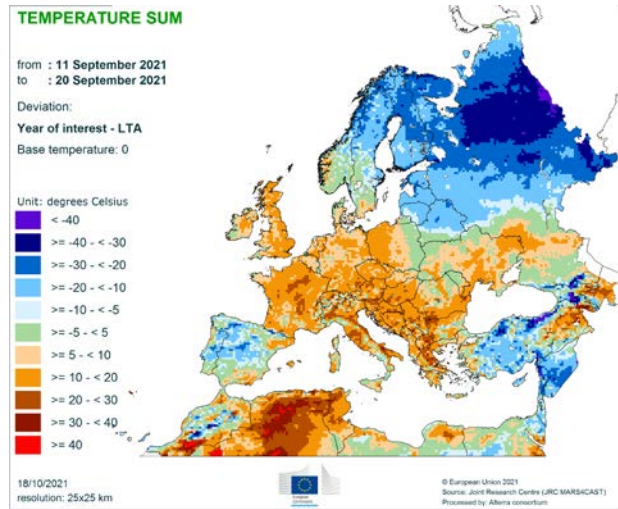 TEMPERATURE SUM
from : 11 September 2021
to : 20 September 2021
Deviation:
Year of interest - LTA
Base temperature: 0
Unit: degrees Celsius
< -40
>= -40 - < -30
>= -30 - < -20
>= -20 - < -10
>= -10 - < -5
>= -5 - < 5
>= 5 - < 10
>= 10 - < 20
>= 20 - < 30
>= 30 - < 40
>= 40
18/10/2021
resolution: 25x25 km
European
Commission
© European Union 2021
Source: Joint Research Centre (JRC MARS4CAST)
Processed by: Alterra consortium